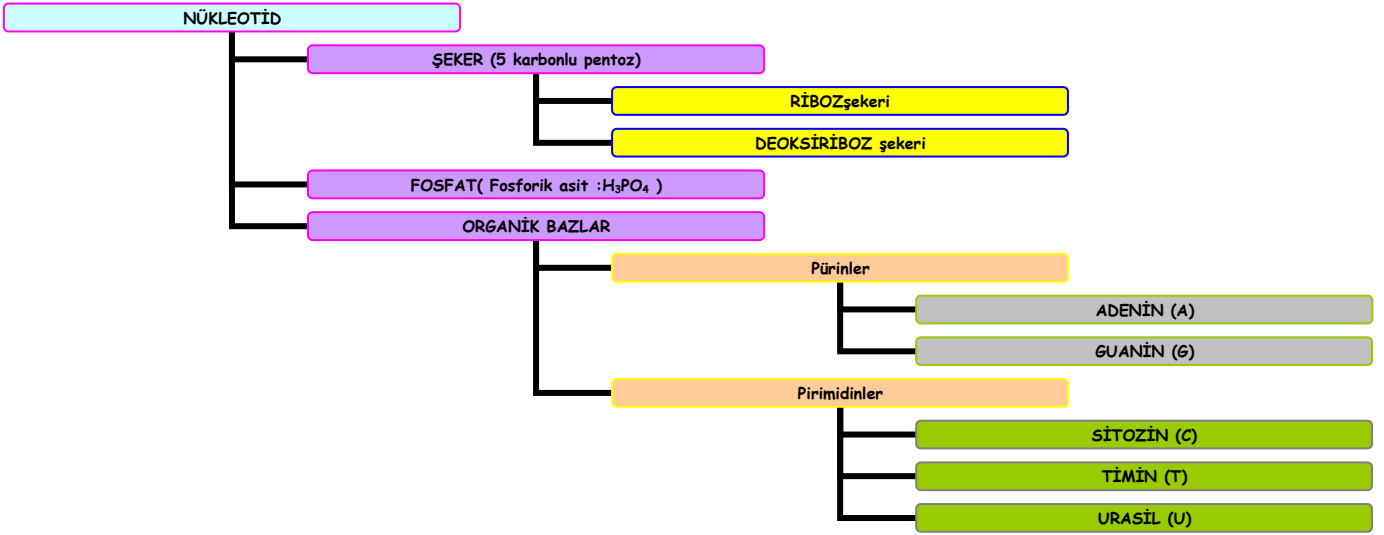 NÜKLEOTİD
ŞEKER (5 karbonlu pentoz)
RİBOZşekeri
DEOKSİRİBOZ şekeri
FOSFAT( Fosforik asit :H₃PO₄ )
ORGANİK BAZLAR
Pürinler
ADENİN (A)
GUANİN (G)
Pirimidinler
SİTOZİN (C)
TİMİN (T)
URASİL (U)